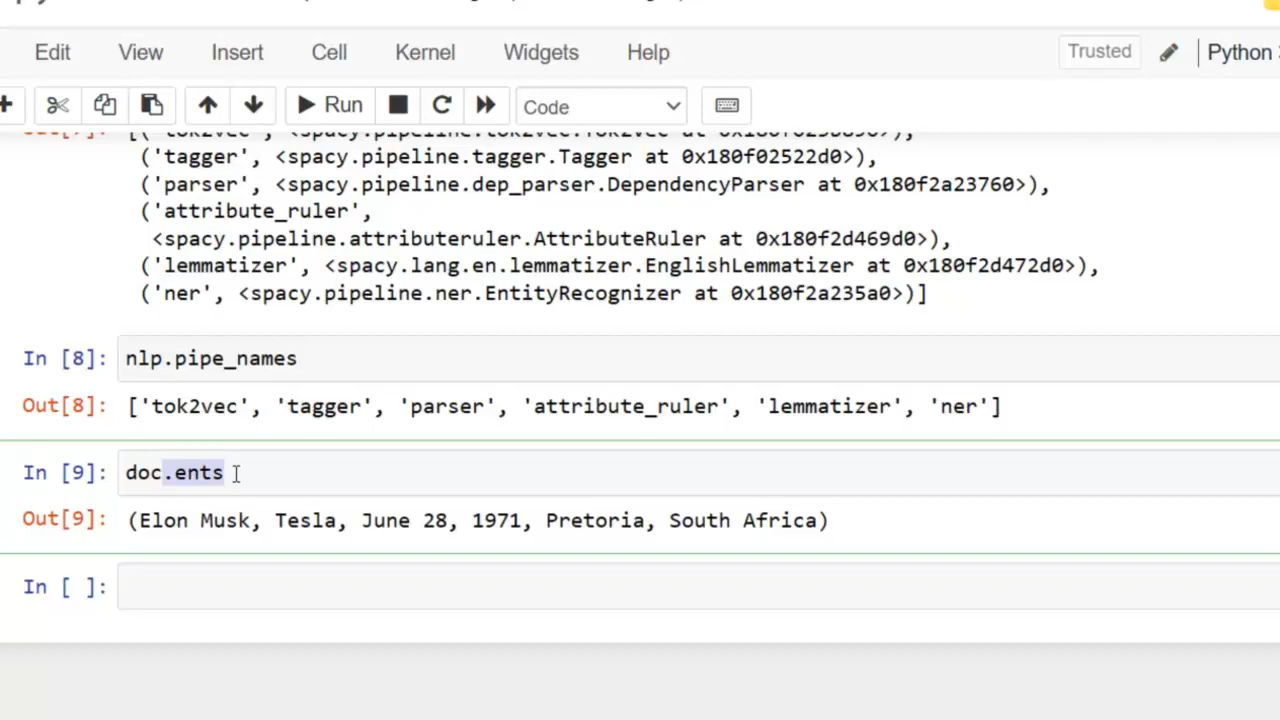 Edit View Insert Cell Kernel Widgets Help Trusted Python
Run Code
('tagger', <spacy.pipeline.tagger.Tagger at 0x180f02522d0>),
('parser', <spacy.pipeline.dep_parser.DependencyParser at 0x180f2a23760>),
('attribute_ruler',
<spacy.pipeline.attributeruler.AttributeRuler at 0x180f2d469d0>),
('lemmatizer', <spacy.lang.en.lemmatizer.EnglishLemmatizer at 0x180f2d472d0>),
('ner', <spacy.pipeline.ner.EntityRecognizer at 0x180f2a235a0>)]
In [8]: nlp.pipe_names
Out[8]: ['tok2vec', 'tagger', 'parser', 'attribute_ruler', 'lemmatizer', 'ner']
In [9]: doc.ents
Out[9]: (Elon Musk, Tesla, June 28, 1971, Pretoria, South Africa)
In [ ]: